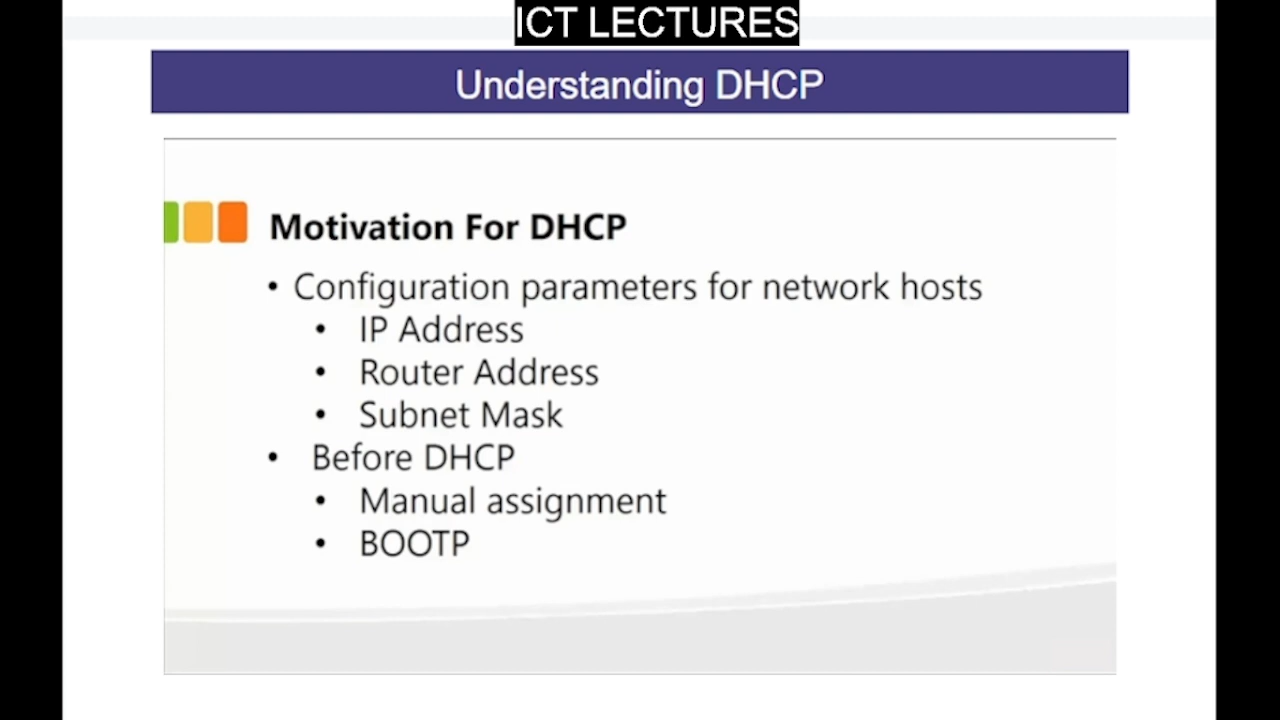 ICT LECTURES
Understanding DHCP
Motivation For DHCP
• Configuration parameters for network hosts
• IP Address
• Router Address
• Subnet Mask
• Before DHCP
• Manual assignment
• BOOTP